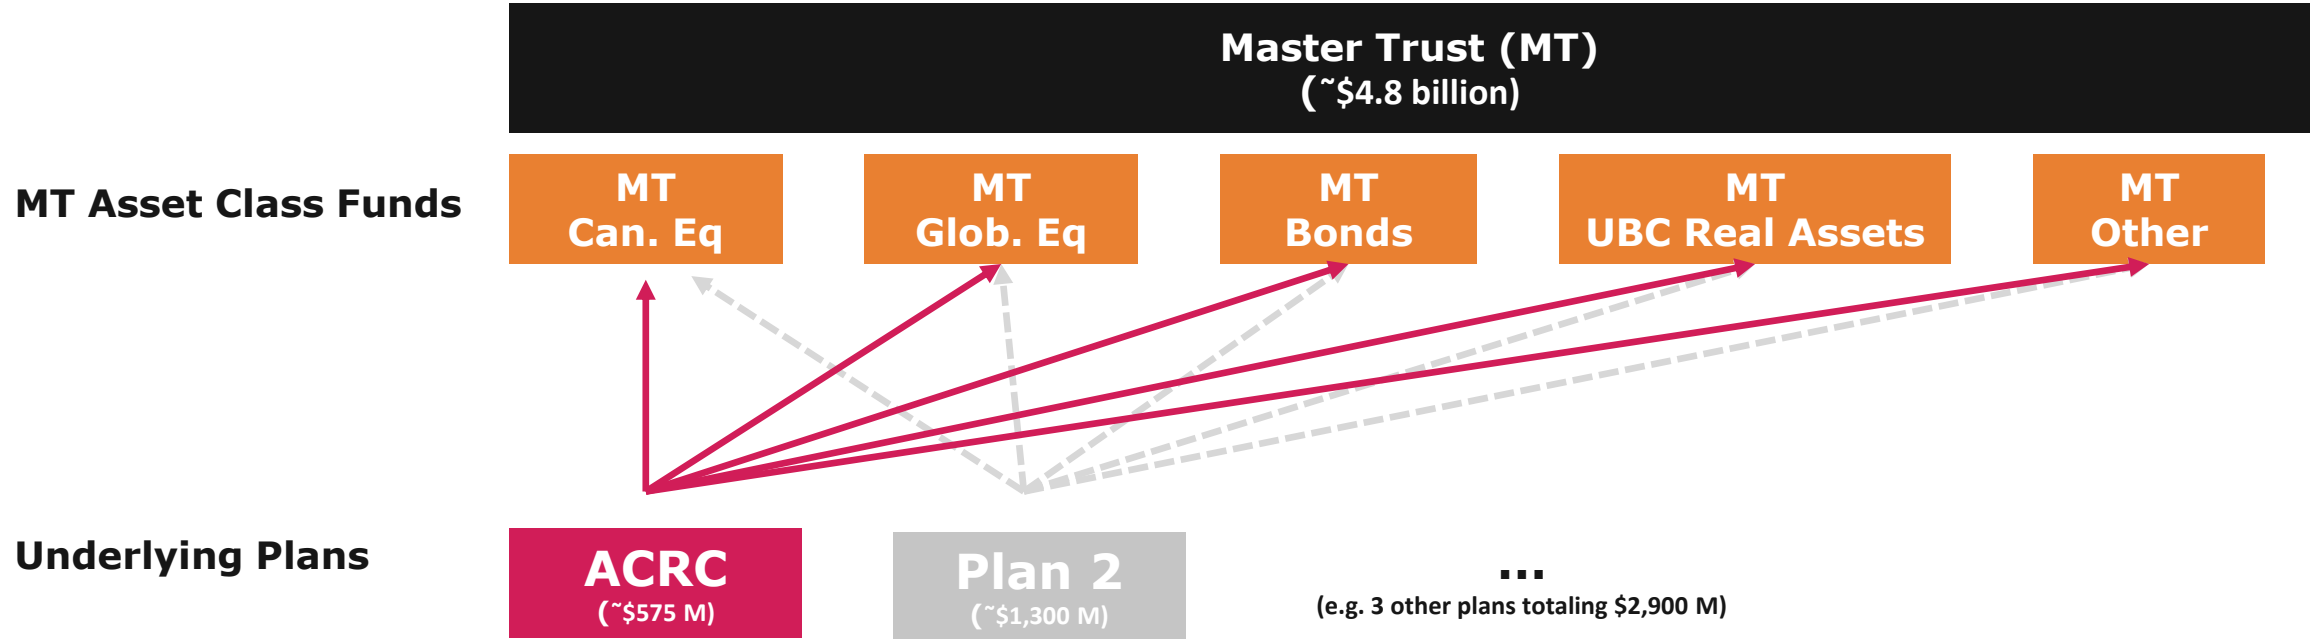 Master Trust (MT)
(~$4.8 billion)
MT Asset Class Funds
MT
Can. Eq
MT
Glob. Eq
MT
Bonds
MT
UBC Real Assets
MT
Other
Underlying Plans
ACRC
(~$575 M)
Plan 2
(~$1,300 M)
...
(e.g. 3 other plans totaling $2,900 M)